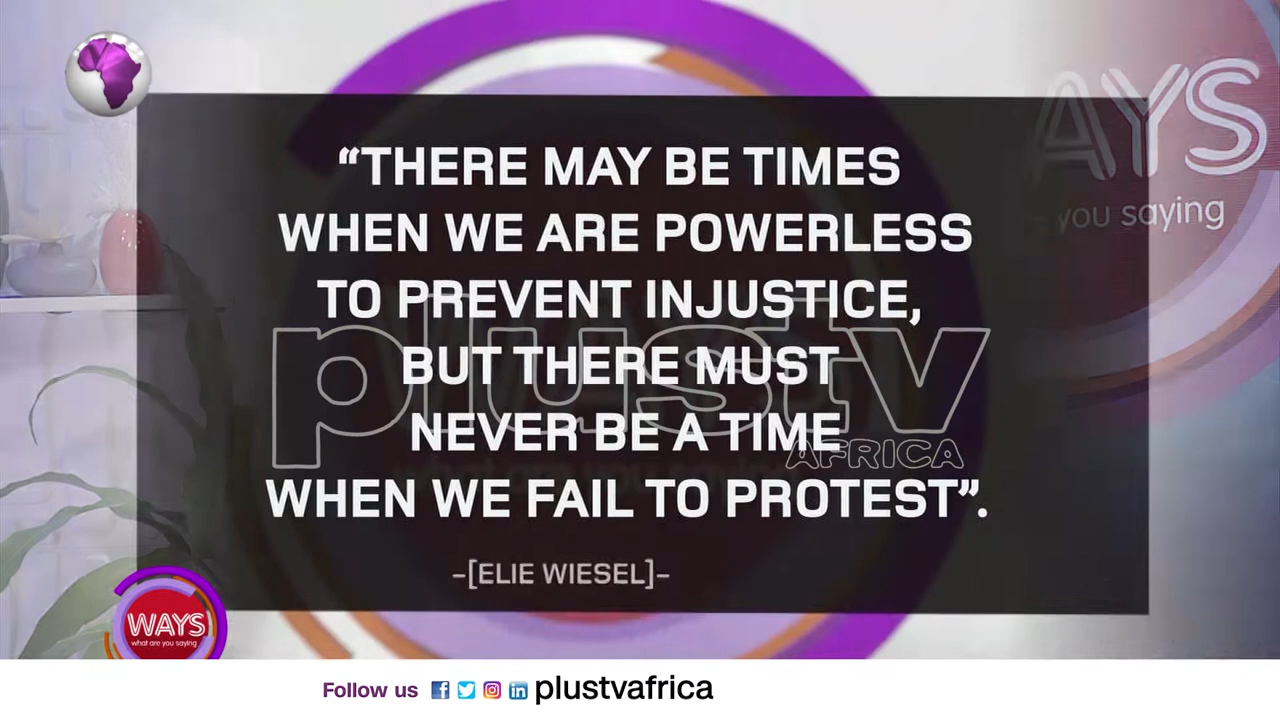 AYS
you saying
“THERE MAY BE TIMES
WHEN WE ARE POWERLESS
TO PREVENT INJUSTICE,
BUT THERE MUST
NEVER BE A TIME
WHEN WE FAIL TO PROTEST”.
–[ELIE WIESEL]–
plustv
AFRICA
WAYS
what are you saying
Follow us plustvafrica